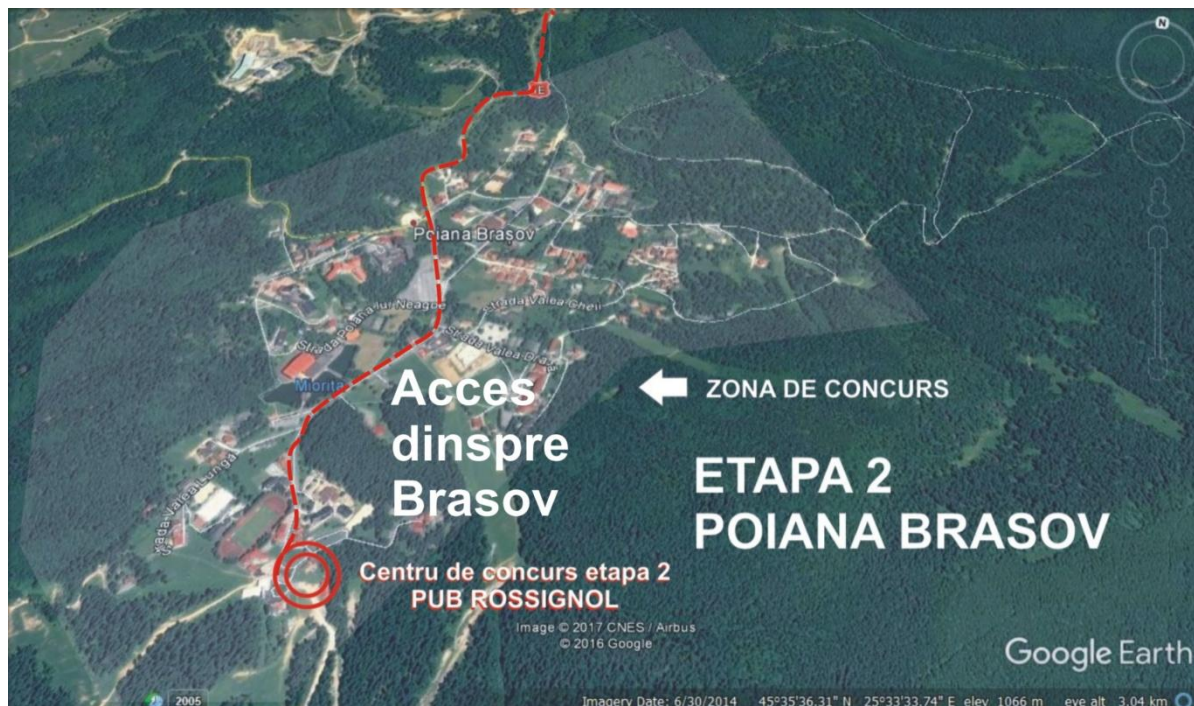 N
E
Poiana Brasov
Strada Poiana lui Neagoe
Strada Valea Cheii
Strada Valea Dras
Miorita
Acces
dinspre
Brasov
ZONA DE CONCURS
ETAPA 2
POIANA BRASOV
rada Valea Lunga
Centru de concurs etapa 2
PUB ROSSIGNOL
Image © 2017 CNES / Airbus
© 2016 Google
Google Earth
2005
Imagery Date: 6/30/2014 45°35'36.31" N 25°33'33.74" E elev 1066 m eye alt 3.04 km